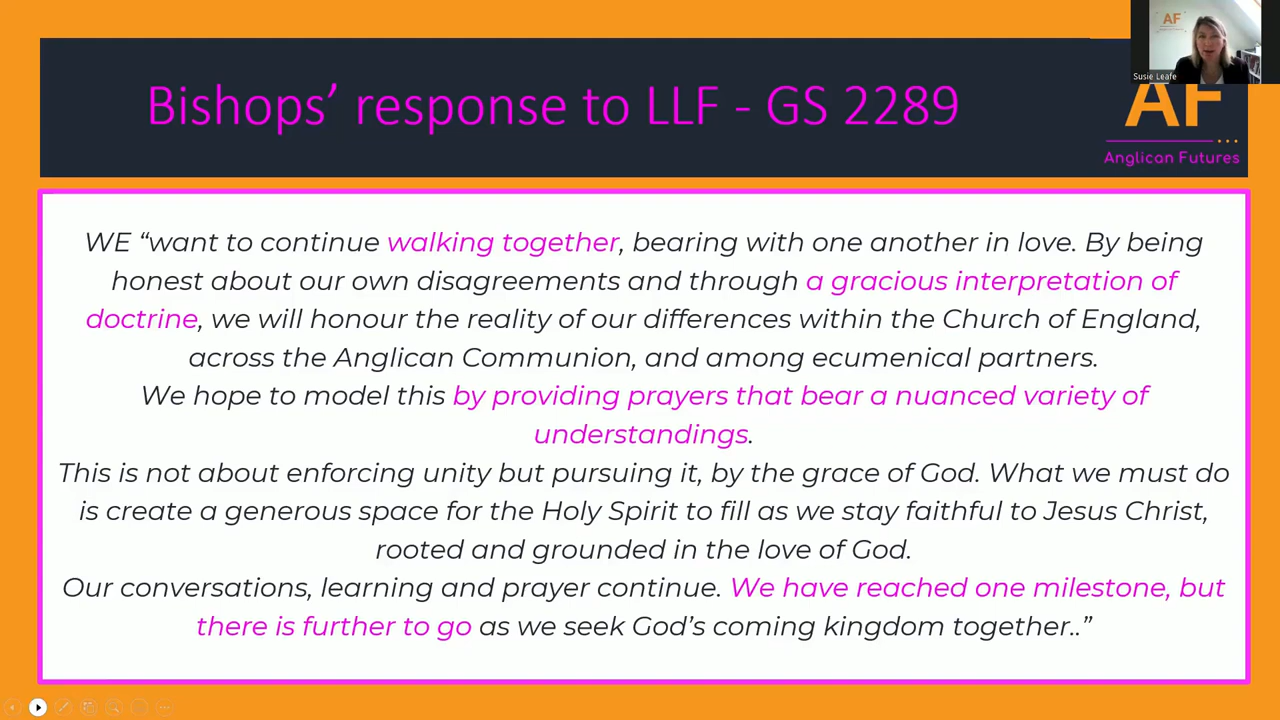 AF
Susie Leafe
Bishops’ response to LLF - GS 2289
AF
Anglican Futures
WE “want to continue walking together, bearing with one another in love. By being
honest about our own disagreements and through a gracious interpretation of
doctrine, we will honour the reality of our differences within the Church of England,
across the Anglican Communion, and among ecumenical partners.
We hope to model this by providing prayers that bear a nuanced variety of
understandings.
This is not about enforcing unity but pursuing it, by the grace of God. What we must do
is create a generous space for the Holy Spirit to fill as we stay faithful to Jesus Christ,
rooted and grounded in the love of God.
Our conversations, learning and prayer continue. We have reached one milestone, but
there is further to go as we seek God’s coming kingdom together..”